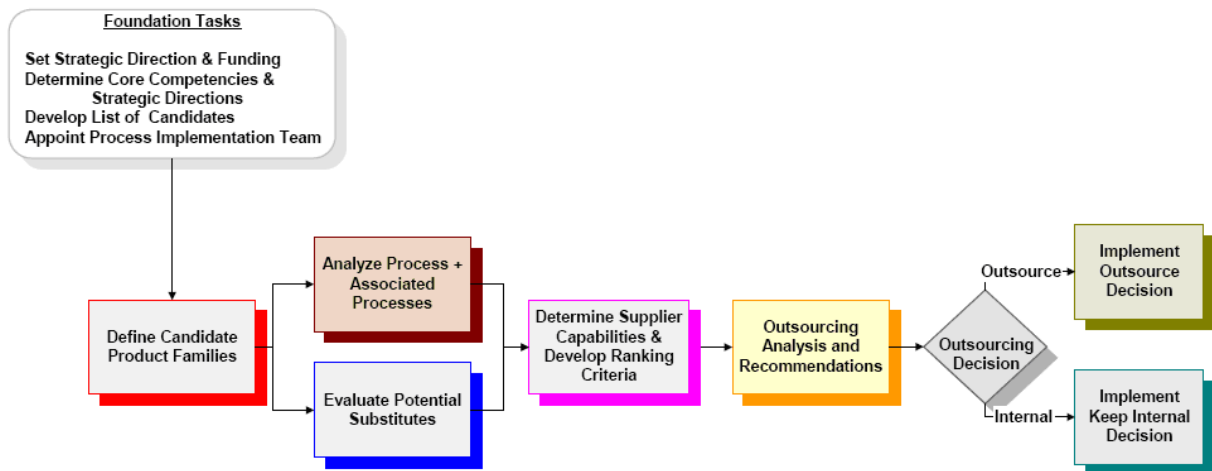 Foundation Tasks
Set Strategic Direction & Funding
Determine Core Competencies &
Strategic Directions
Develop List of Candidates
Appoint Process Implementation Team
Define Candidate
Product Families
Analyze Process +
Associated
Processes
Evaluate Potential
Substitutes
Determine Supplier
Capabilities &
Develop Ranking
Criteria
Outsourcing
Analysis and
Recommendations
Outsourcing
Decision
Outsource
Implement
Outsource
Decision
Internal
Implement
Keep Internal
Decision